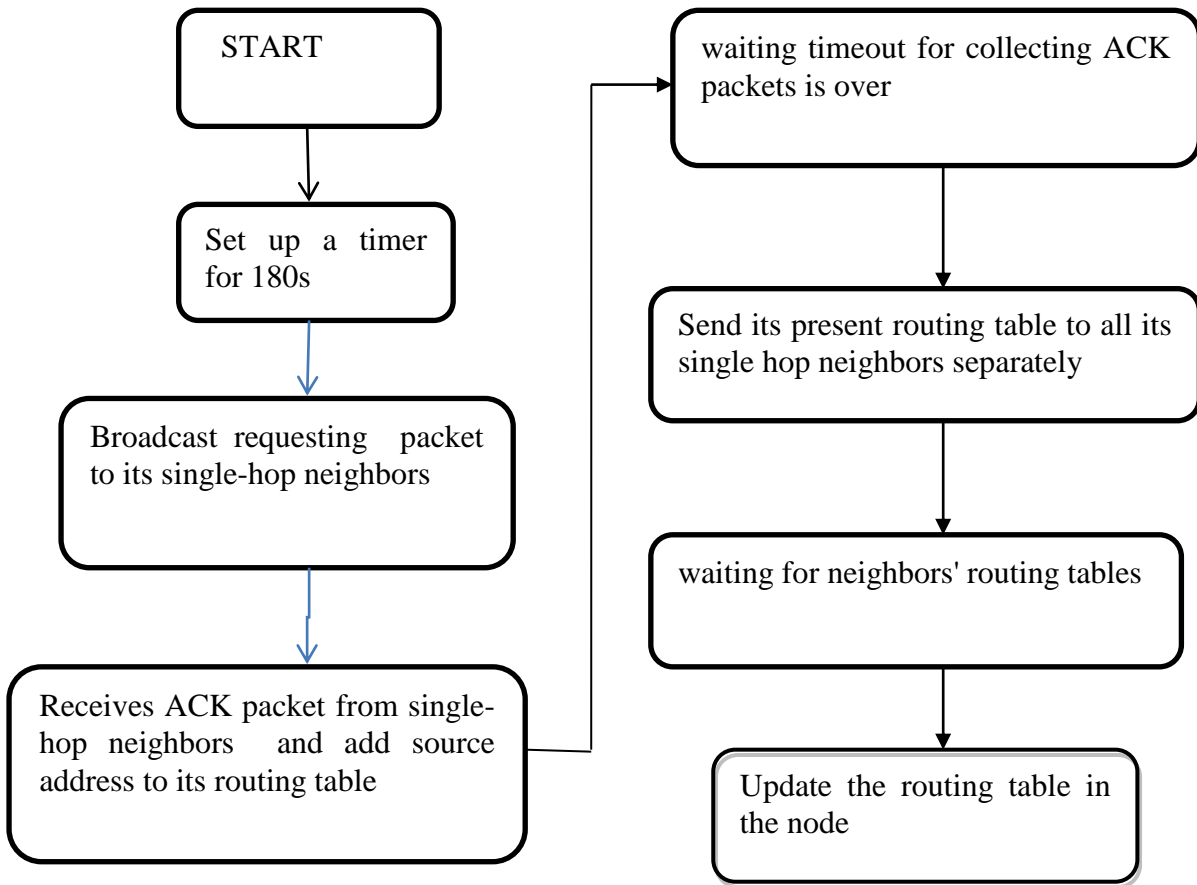 START
Set up a timer
for 180s
Broadcast requesting packet
to its single-hop neighbors
Receives ACK packet from single-
hop neighbors and add source
address to its routing table
waiting timeout for collecting ACK
packets is over
Send its present routing table to all its
single hop neighbors separately
waiting for neighbors' routing tables
Update the routing table in
the node